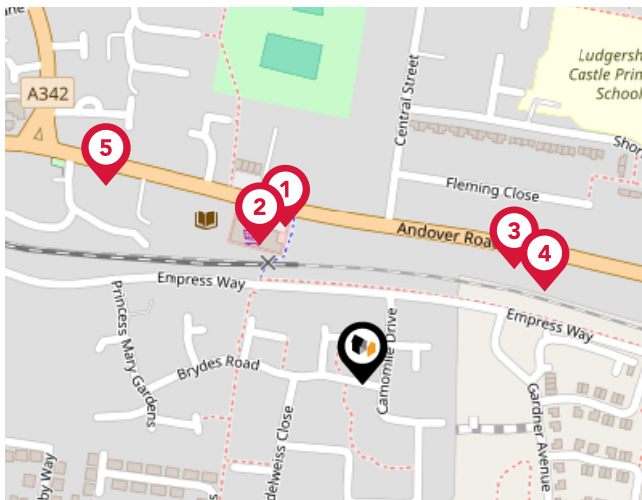 A342
5
Central Street
Ludgersh
Castle Prim
School
Shor
1
2
Fleming Close
Andover Road
3
4
Empress Way
Empress Way
Princess Mary
Gardens
Brydes Road
Camomile Drive
delweiss Close
Gardner Avenue
by Way